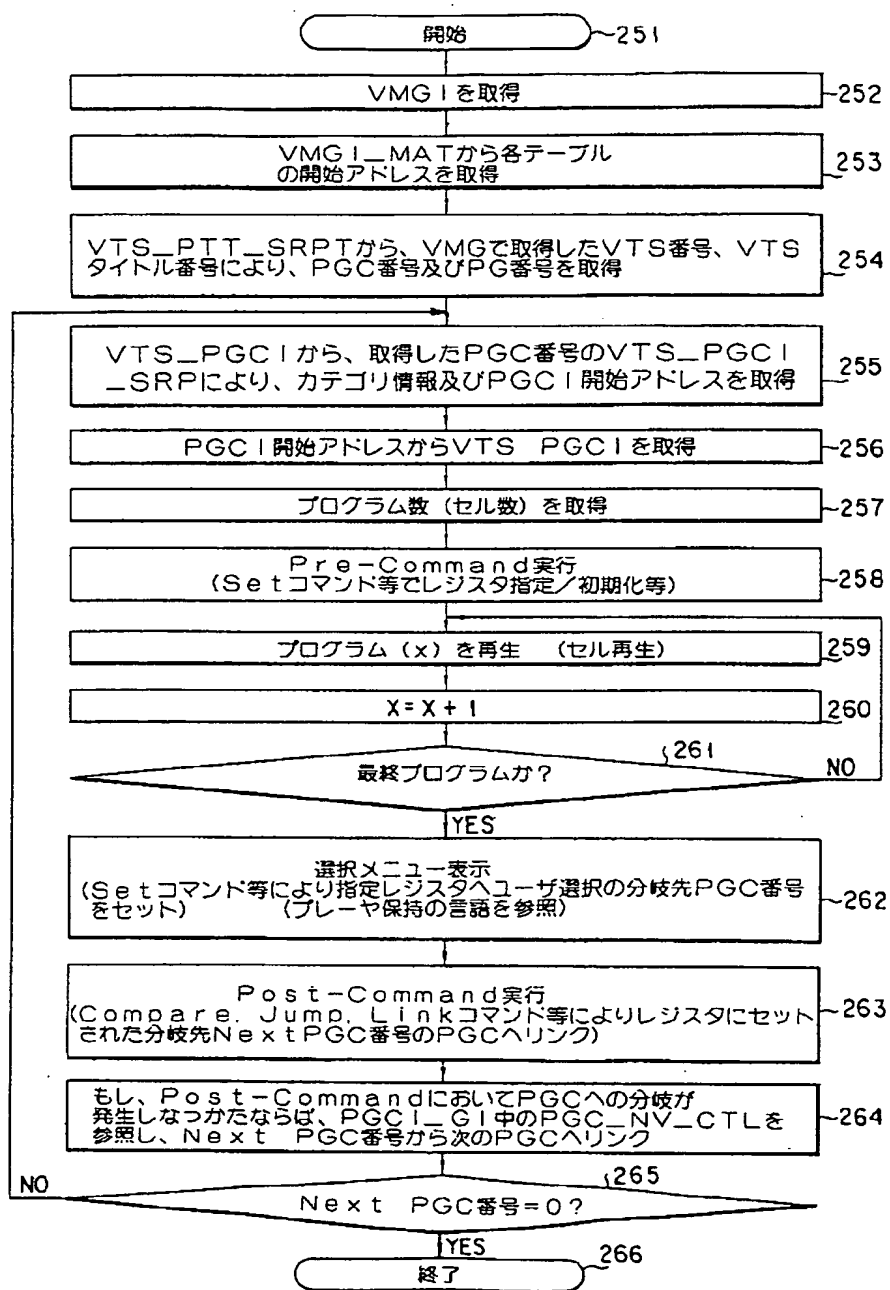 開始
251
VMGIを取得
252
VMGI_MATから各テーブル
の開始アドレスを取得
253
VTS_PTT_SRPTから、VMGで取得したVTS番号、VTS
タイトル番号により、PGC番号及びPG番号を取得
254
VTS_PGCIから、取得したPGC番号のVTS_PGCI
_SRPにより、カテゴリ情報及びPGCI開始アドレスを取得
255
PGCI開始アドレスからVTS PGCIを取得
256
プログラム数(セル数)を取得
257
Pre-Command実行
(Setコマンド等でレジスタ指定/初期化等)
258
プログラム(x)を再生 (セル再生)
259
X=X+1
260
261
最終プログラムか?
NO
YES
選択メニュー表示
(Setコマンド等により指定レジスタへユーザ選択の分岐先PGC番号
をセット) (プレーヤ保持の言語を参照)
262
Post-Command実行
(Compare, Jump, Linkコマンド等によりレジスタにセット
された分岐先NextPGC番号のPGCへリンク)
263
もし、Post-CommandにおいてPGCへの分岐が
発生しなつかたならば、PGCI_GI中のPGC_NV_CTLを
参照し、Next PGC番号から次のPGCへリンク
264
265
NO
Next PGC番号=0?
YES
終了
266